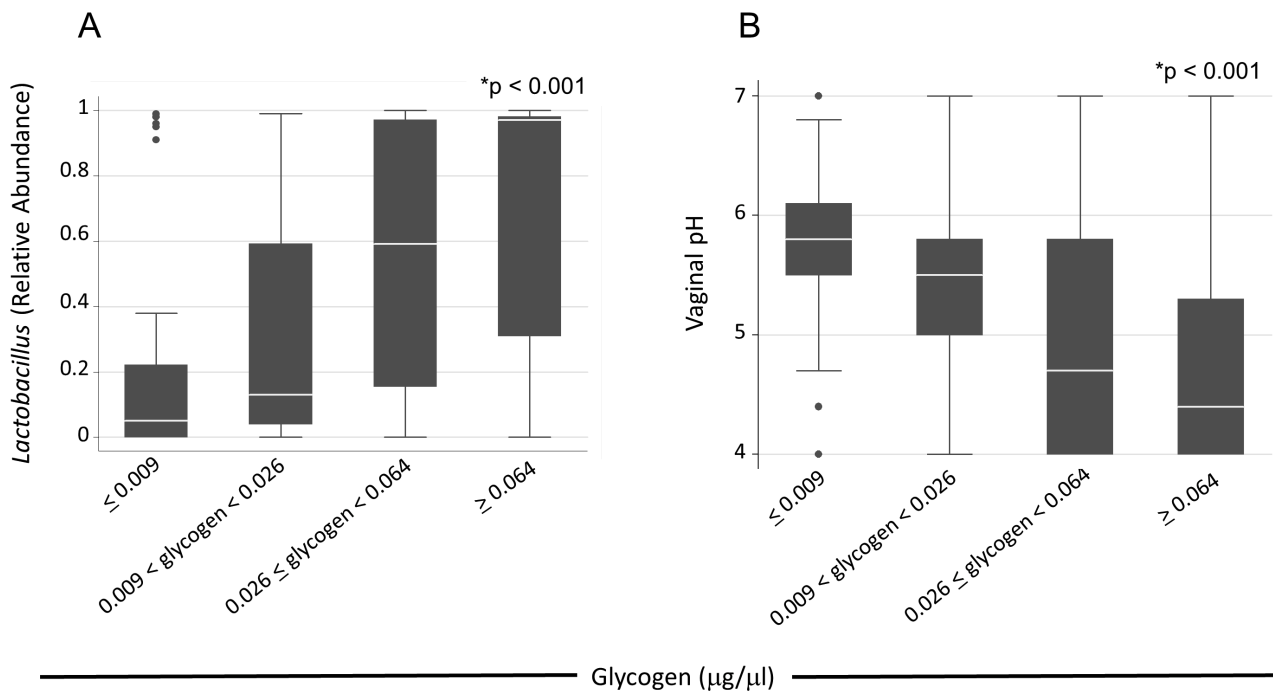 A
*p < 0.001
Lactobacillus (Relative Abundance)
1
0.8
0.6
0.4
0.2
0
≤ 0.009
0.009 < glycogen < 0.026
0.026 ≤ glycogen < 0.064
≥ 0.064
B
*p < 0.001
Vaginal pH
7
6
5
4
≤ 0.009
0.009 < glycogen < 0.026
0.026 ≤ glycogen < 0.064
≥ 0.064
Glycogen (μg/μl)